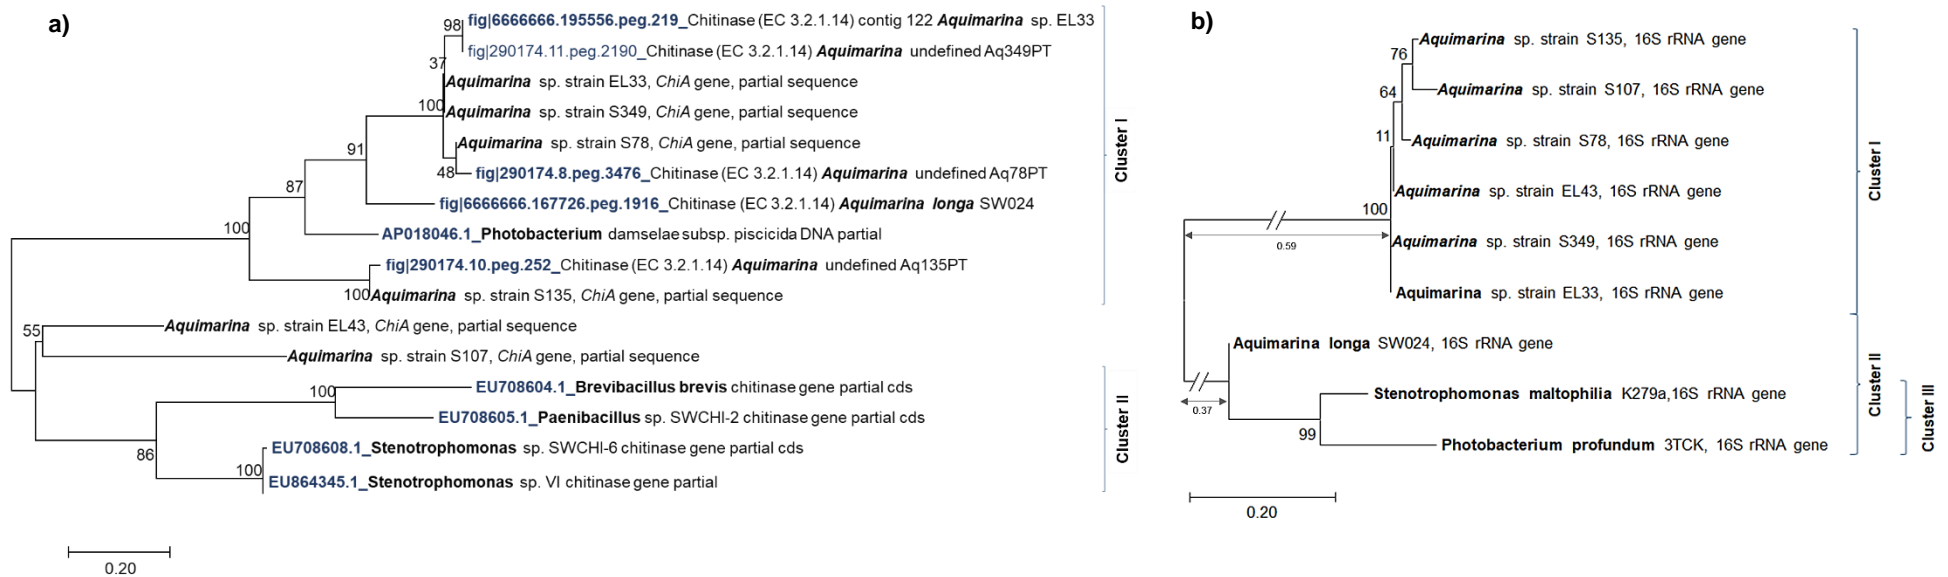 a)
98
fig|6666666.195556.peg.219_Chitinase (EC 3.2.1.14) contig 122 Aquimarina sp. EL33
fig|290174.11.peg.2190_Chitinase (EC 3.2.1.14) Aquimarina undefined Aq349PT
37
Aquimarina sp. strain EL33, ChiA gene, partial sequence
100
Aquimarina sp. strain S349, ChiA gene, partial sequence
91
Aquimarina sp. strain S78, ChiA gene, partial sequence
48
fig|290174.8.peg.3476_Chitinase (EC 3.2.1.14) Aquimarina undefined Aq78PT
87
fig|6666666.167726.peg.1916_Chitinase (EC 3.2.1.14) Aquimarina longa SW024
100
AP018046.1_Photobacterium damselae subsp. piscicida DNA partial
fig|290174.10.peg.252_Chitinase (EC 3.2.1.14) Aquimarina undefined Aq135PT
100
Aquimarina sp. strain S135, ChiA gene, partial sequence
55
Aquimarina sp. strain EL43, ChiA gene, partial sequence
Aquimarina sp. strain S107, ChiA gene, partial sequence
100
EU708604.1_Brevibacillus brevis chitinase gene partial cds
EU708605.1_Paenibacillus sp. SWCHI-2 chitinase gene partial cds
86
EU708608.1_Stenotrophomonas sp. SWCHI-6 chitinase gene partial cds
100
EU864345.1_Stenotrophomonas sp. VI chitinase gene partial
Cluster I
Cluster II
0.20
b)
Aquimarina sp. strain S135, 16S rRNA gene
76
Aquimarina sp. strain S107, 16S rRNA gene
64
Aquimarina sp. strain S78, 16S rRNA gene
11
Aquimarina sp. strain EL43, 16S rRNA gene
100
Aquimarina sp. strain S349, 16S rRNA gene
0.59
Aquimarina sp. strain EL33, 16S rRNA gene
Aquimarina longa SW024, 16S rRNA gene
0.37
Stenotrophomonas maltophilia K279a,16S rRNA gene
99
Photobacterium profundum 3TCK, 16S rRNA gene
Cluster I
Cluster II
Cluster III
0.20